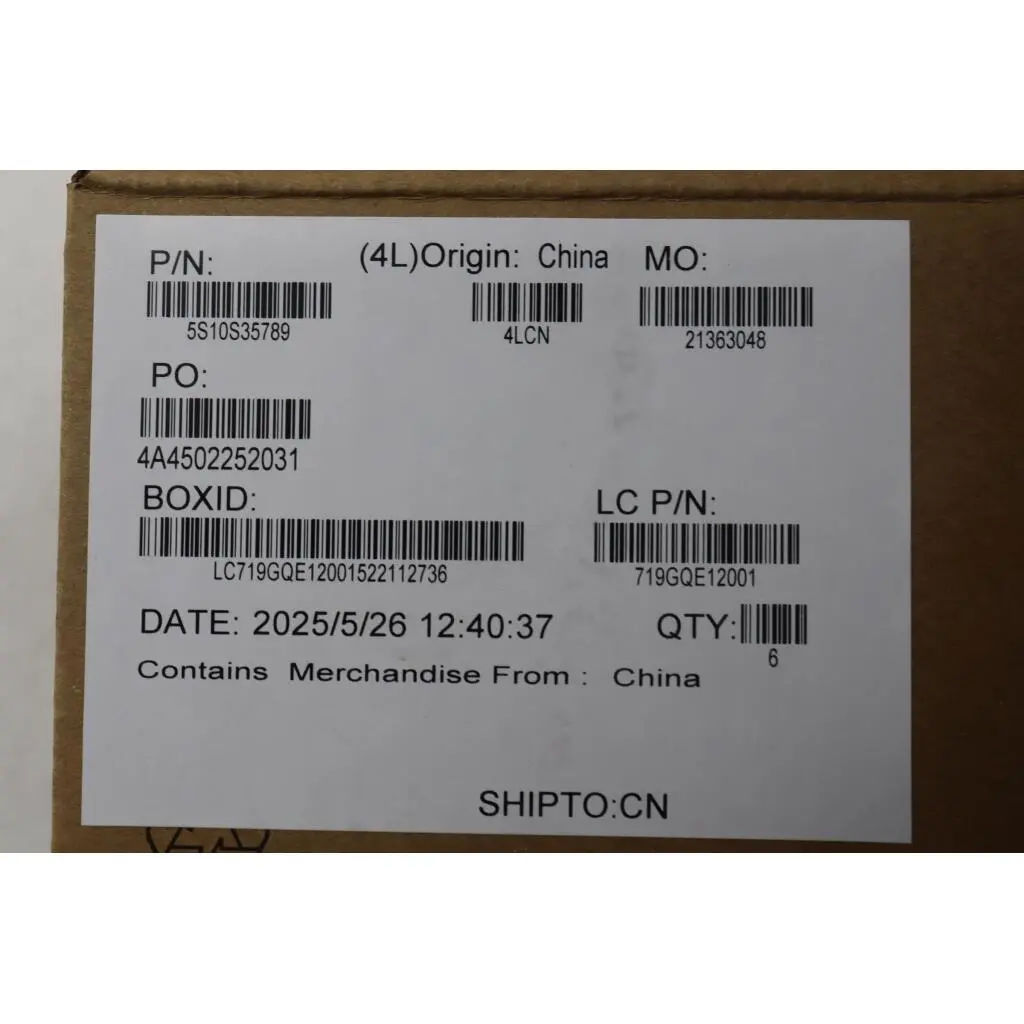 P/N: (4L)Origin: China MO:
5S10S35789 4LCN 21363048
PO:
4A4502252031
BOXID: LC P/N:
LC719GQE12001522112736 719GQE12001
DATE: 2025/5/26 12:40:37 QTY:
6
Contains Merchandise From : China
SHIPTO:CN